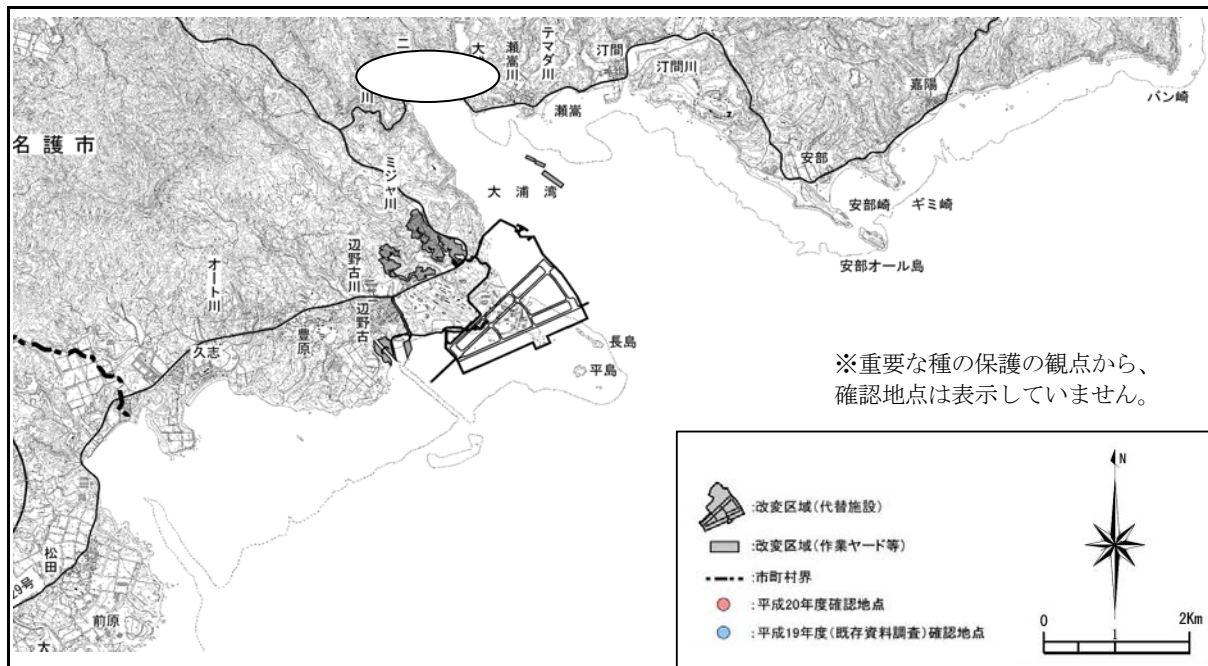 二
川
大
瀬嵩川
テマダ川
汀間
汀間川
嘉陽
バン崎
瀬嵩
名護市
ミジャ川
大浦湾
安部
安部崎
ギミ崎
安部オール島
辺野古川
辺野古
オート川
豊原
久志
長島
平島
松田
29号
前原
大
※重要な種の保護の観点から、
確認地点は表示していません。
:改変区域(代替施設)
:改変区域(作業ヤード等)
:市町村界
:平成20年度確認地点
:平成19年度(既存資料調査)確認地点
N
0 1 2Km